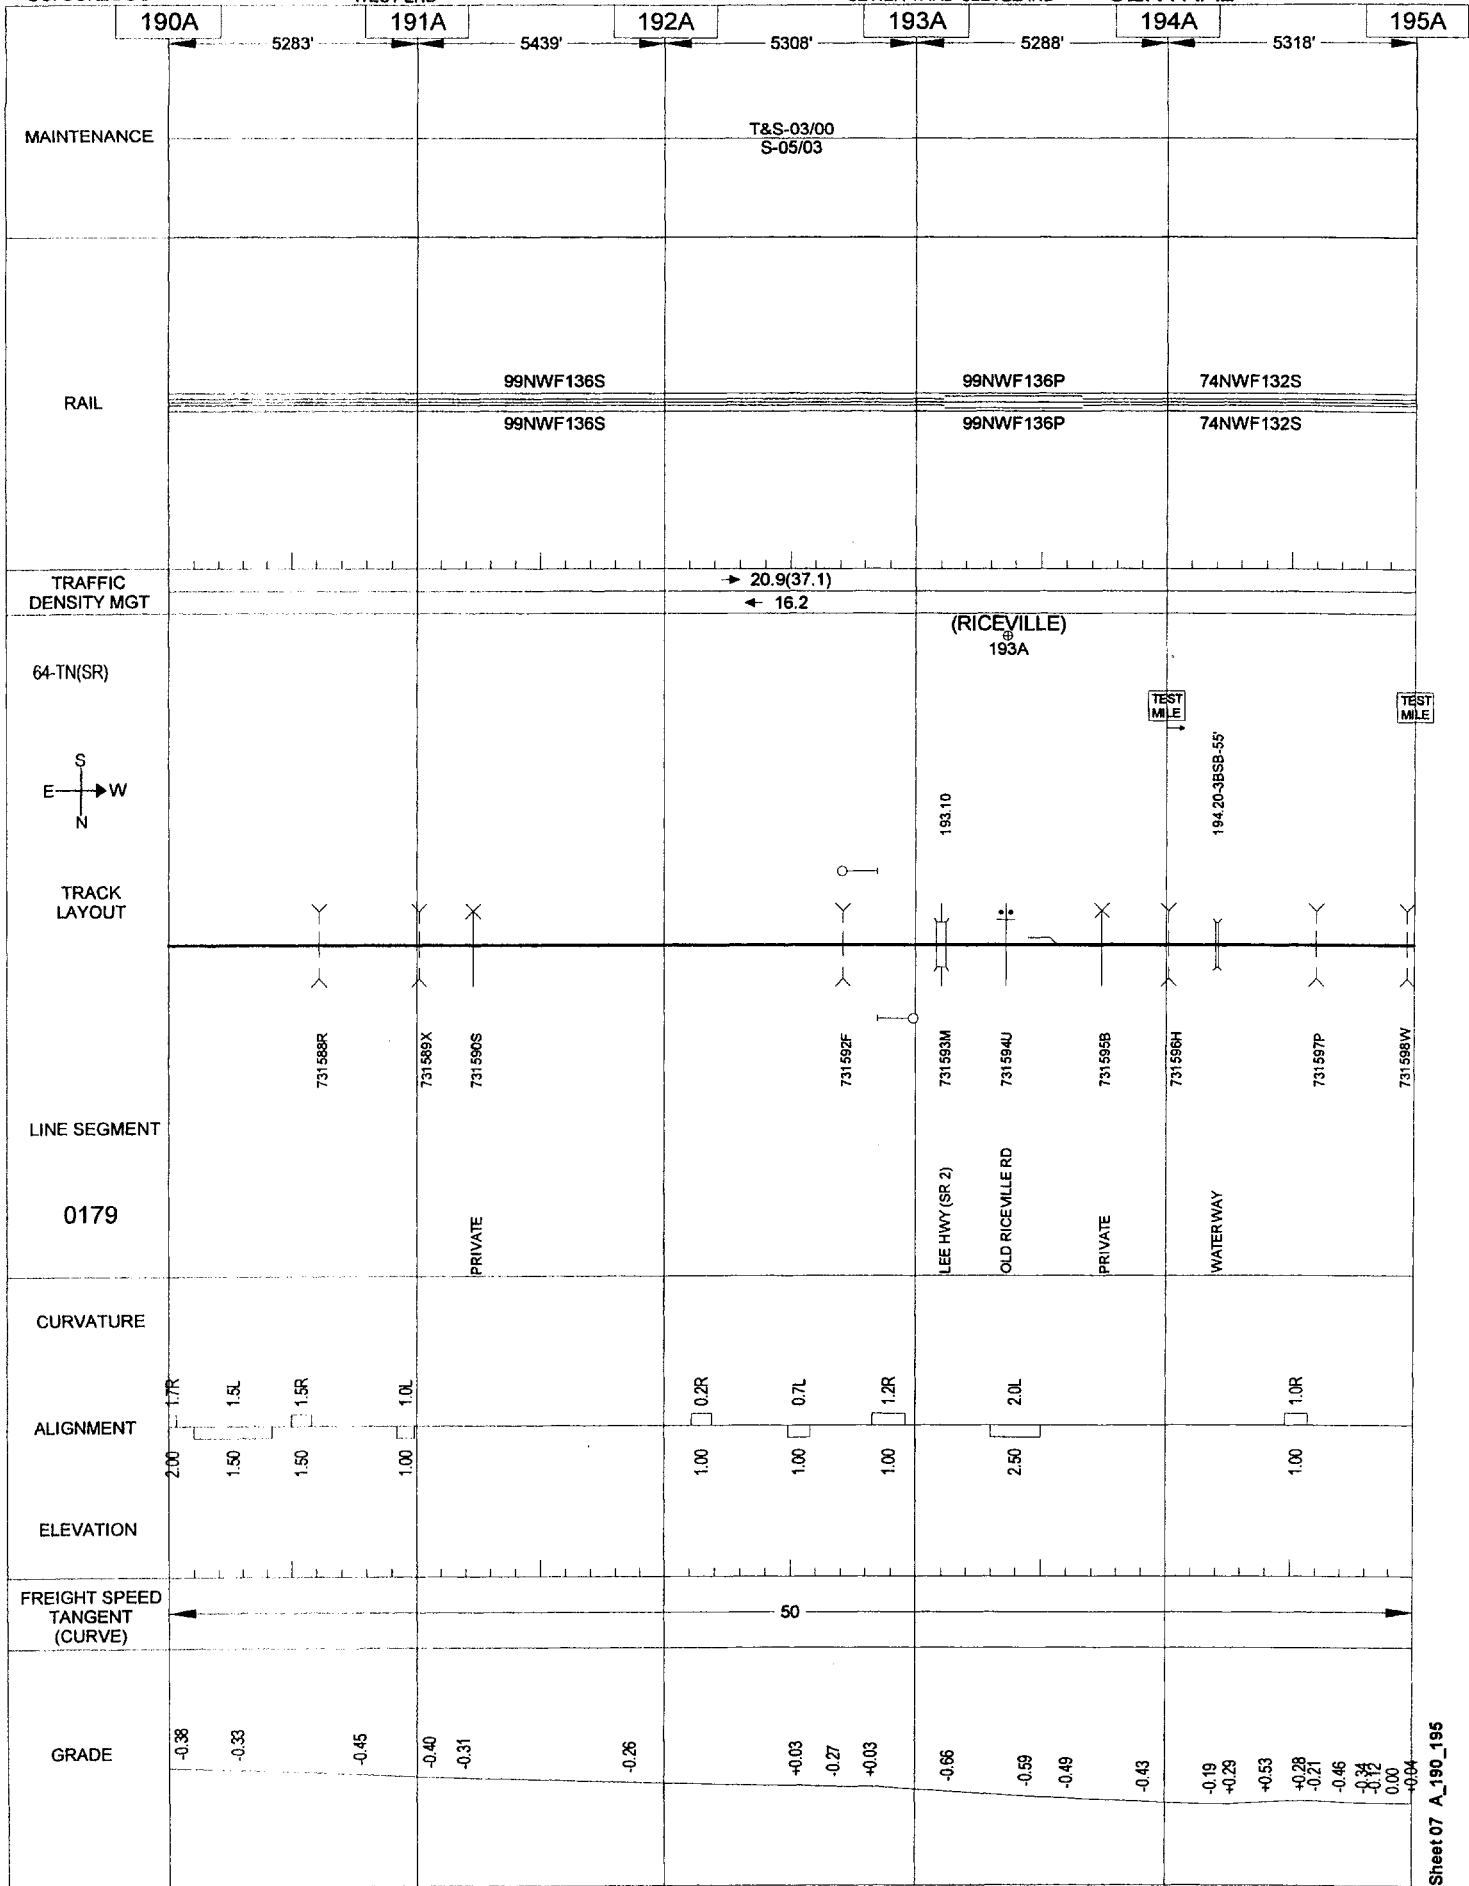 190A 191A 192A 193A 194A 195A
5283' 5439' 5308' 5288' 5318'
MAINTENANCE
T&S-03/00
S-05/03
RAIL
99NWF136S 99NWF136P 74NWF132S
99NWF136S 99NWF136P 74NWF132S
TRAFFIC
DENSITY MGT
20.9(37.1)
16.2
64-TN(SR)
(RICEVILLE)
193A
TEST
MILE
TEST
MILE
S
E W
N
193.10
194.20-3BSB-55'
TRACK
LAYOUT
731588R
731589X
731590S
731592F
731593M
731594U
731595B
731596H
731597P
731598W
LINE SEGMENT
0179
PRIVATE
LEE HWY (SR 2)
OLD RICEVILLE RD
PRIVATE
WATERWAY
CURVATURE
1.7R 1.5L 1.5R 1.0L 0.2R 0.7L 1.2R 2.0L 1.0R
ALIGNMENT
2.00 1.50 1.50 1.00 1.00 1.00 1.00 2.50 1.00
ELEVATION
FREIGHT SPEED
TANGENT
(CURVE)
50
GRADE
-0.38 -0.33 -0.45 -0.40 -0.31 -0.26 +0.03 -0.27 +0.03 -0.66 -0.59 -0.49 -0.43 -0.19 +0.29 +0.53 +0.28 -0.21 -0.46 -0.34 -0.12 0.00 +0.04
Sheet 07 A_190_195